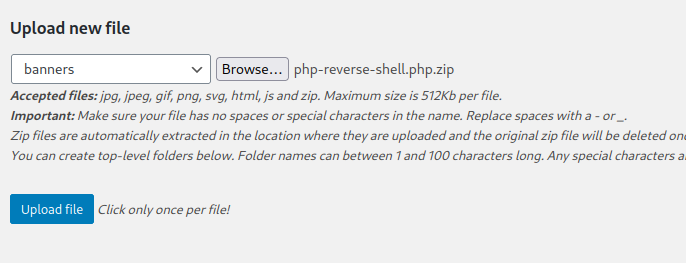 Upload new file
banners Browse... php-reverse-shell.php.zip
Accepted files: jpg, jpeg, gif, png, svg, html, js and zip. Maximum size is 512Kb per file.
Important: Make sure your file has no spaces or special characters in the name. Replace spaces with a - or _.
Zip files are automatically extracted in the location where they are uploaded and the original zip file will be deleted
You can create top-level folders below. Folder names can between 1 and 100 characters long. Any special characters
Upload file Click only once per file!